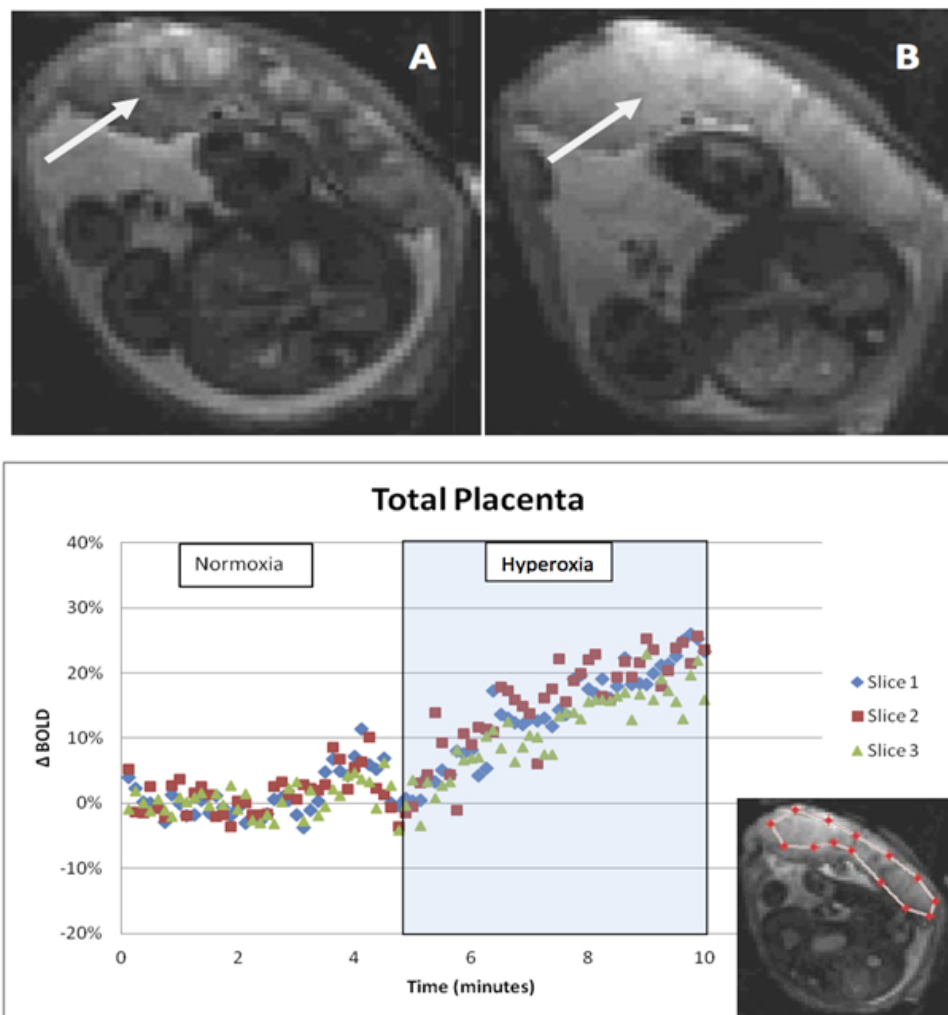 A
B
Total Placenta
40%
30%
20%
10%
0%
-10%
-20%
Δ BOLD
Normoxia
Hyperoxia
Slice 1
Slice 2
Slice 3
0
2
4
6
8
10
Time (minutes)